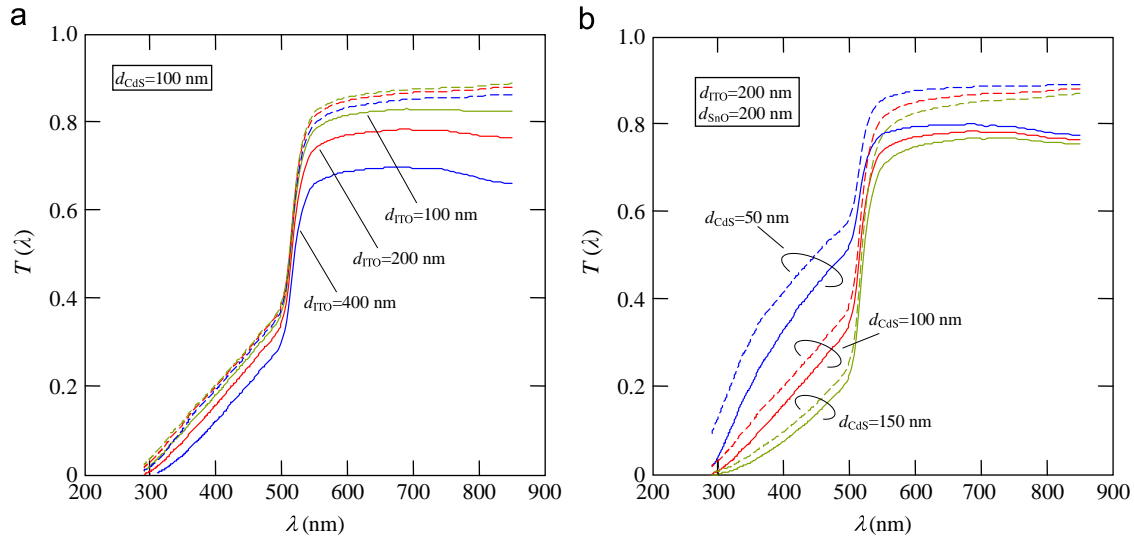 a
1.0
0.8
0.6
0.4
0.2
0
T (λ)
200 300 400 500 600 700 800 900
λ (nm)
dCdS=100 nm
dITO=100 nm
dITO=200 nm
dITO=400 nm
b
1.0
0.8
0.6
0.4
0.2
0
T (λ)
200 300 400 500 600 700 800 900
λ (nm)
dITO=200 nm
dSnO=200 nm
dCdS=50 nm
dCdS=100 nm
dCdS=150 nm